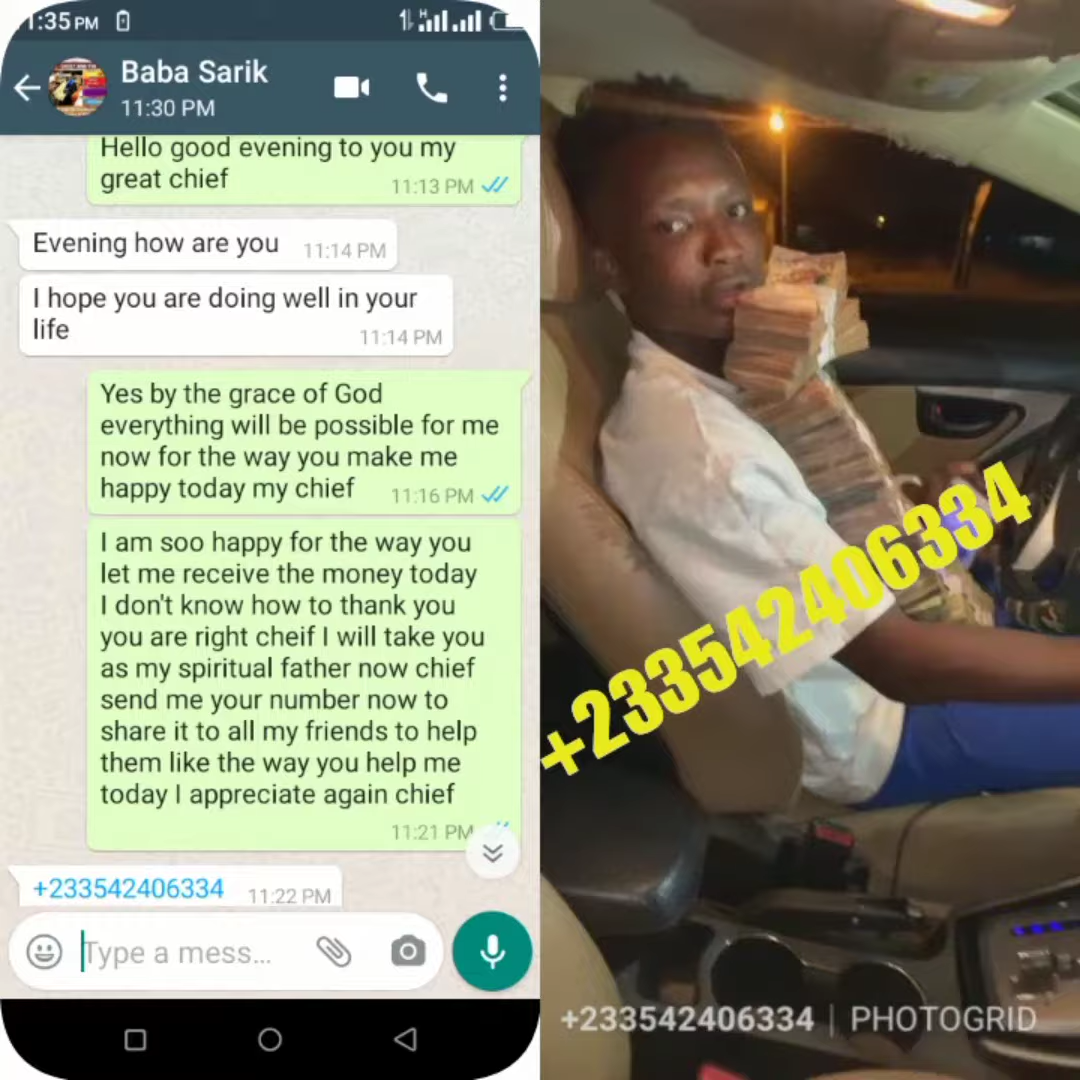 1:35 PM
Baba Sarik
11:30 PM
Hello good evening to you my
great chief
11:13 PM
Evening how are you
11:14 PM
I hope you are doing well in your
life
11:14 PM
Yes by the grace of God
everything will be possible for me
now for the way you make me
happy today my chief
11:16 PM
I am soo happy for the way you
let me receive the money today
I don't know how to thank you
you are right cheif I will take you
as my spiritual father now chief
send me your number now to
share it to all my friends to help
them like the way you help me
today I appreciate again chief
11:21 PM
+233542406334 11:22 PM
Type a mess...
+233542406334
+233542406334 | PHOTOGRID